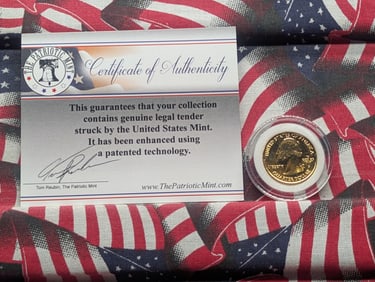 THE PATRIOTIC MINT
Certificate of Authenticity
This guarantees that your collection
contains genuine legal tender
struck by the United States Mint.
It has been enhanced using
a patented technology.
Tom Reubin, The Patriotic Mint
www.ThePatrioticMint.com